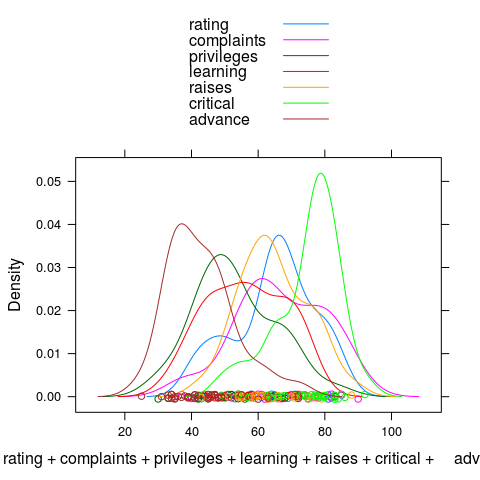 rating
complaints
privileges
learning
raises
critical
advance
0.05
0.04
0.03
0.02
0.01
0.00
Density
20 40 60 80 100
rating + complaints + privileges + learning + raises + critical + adv